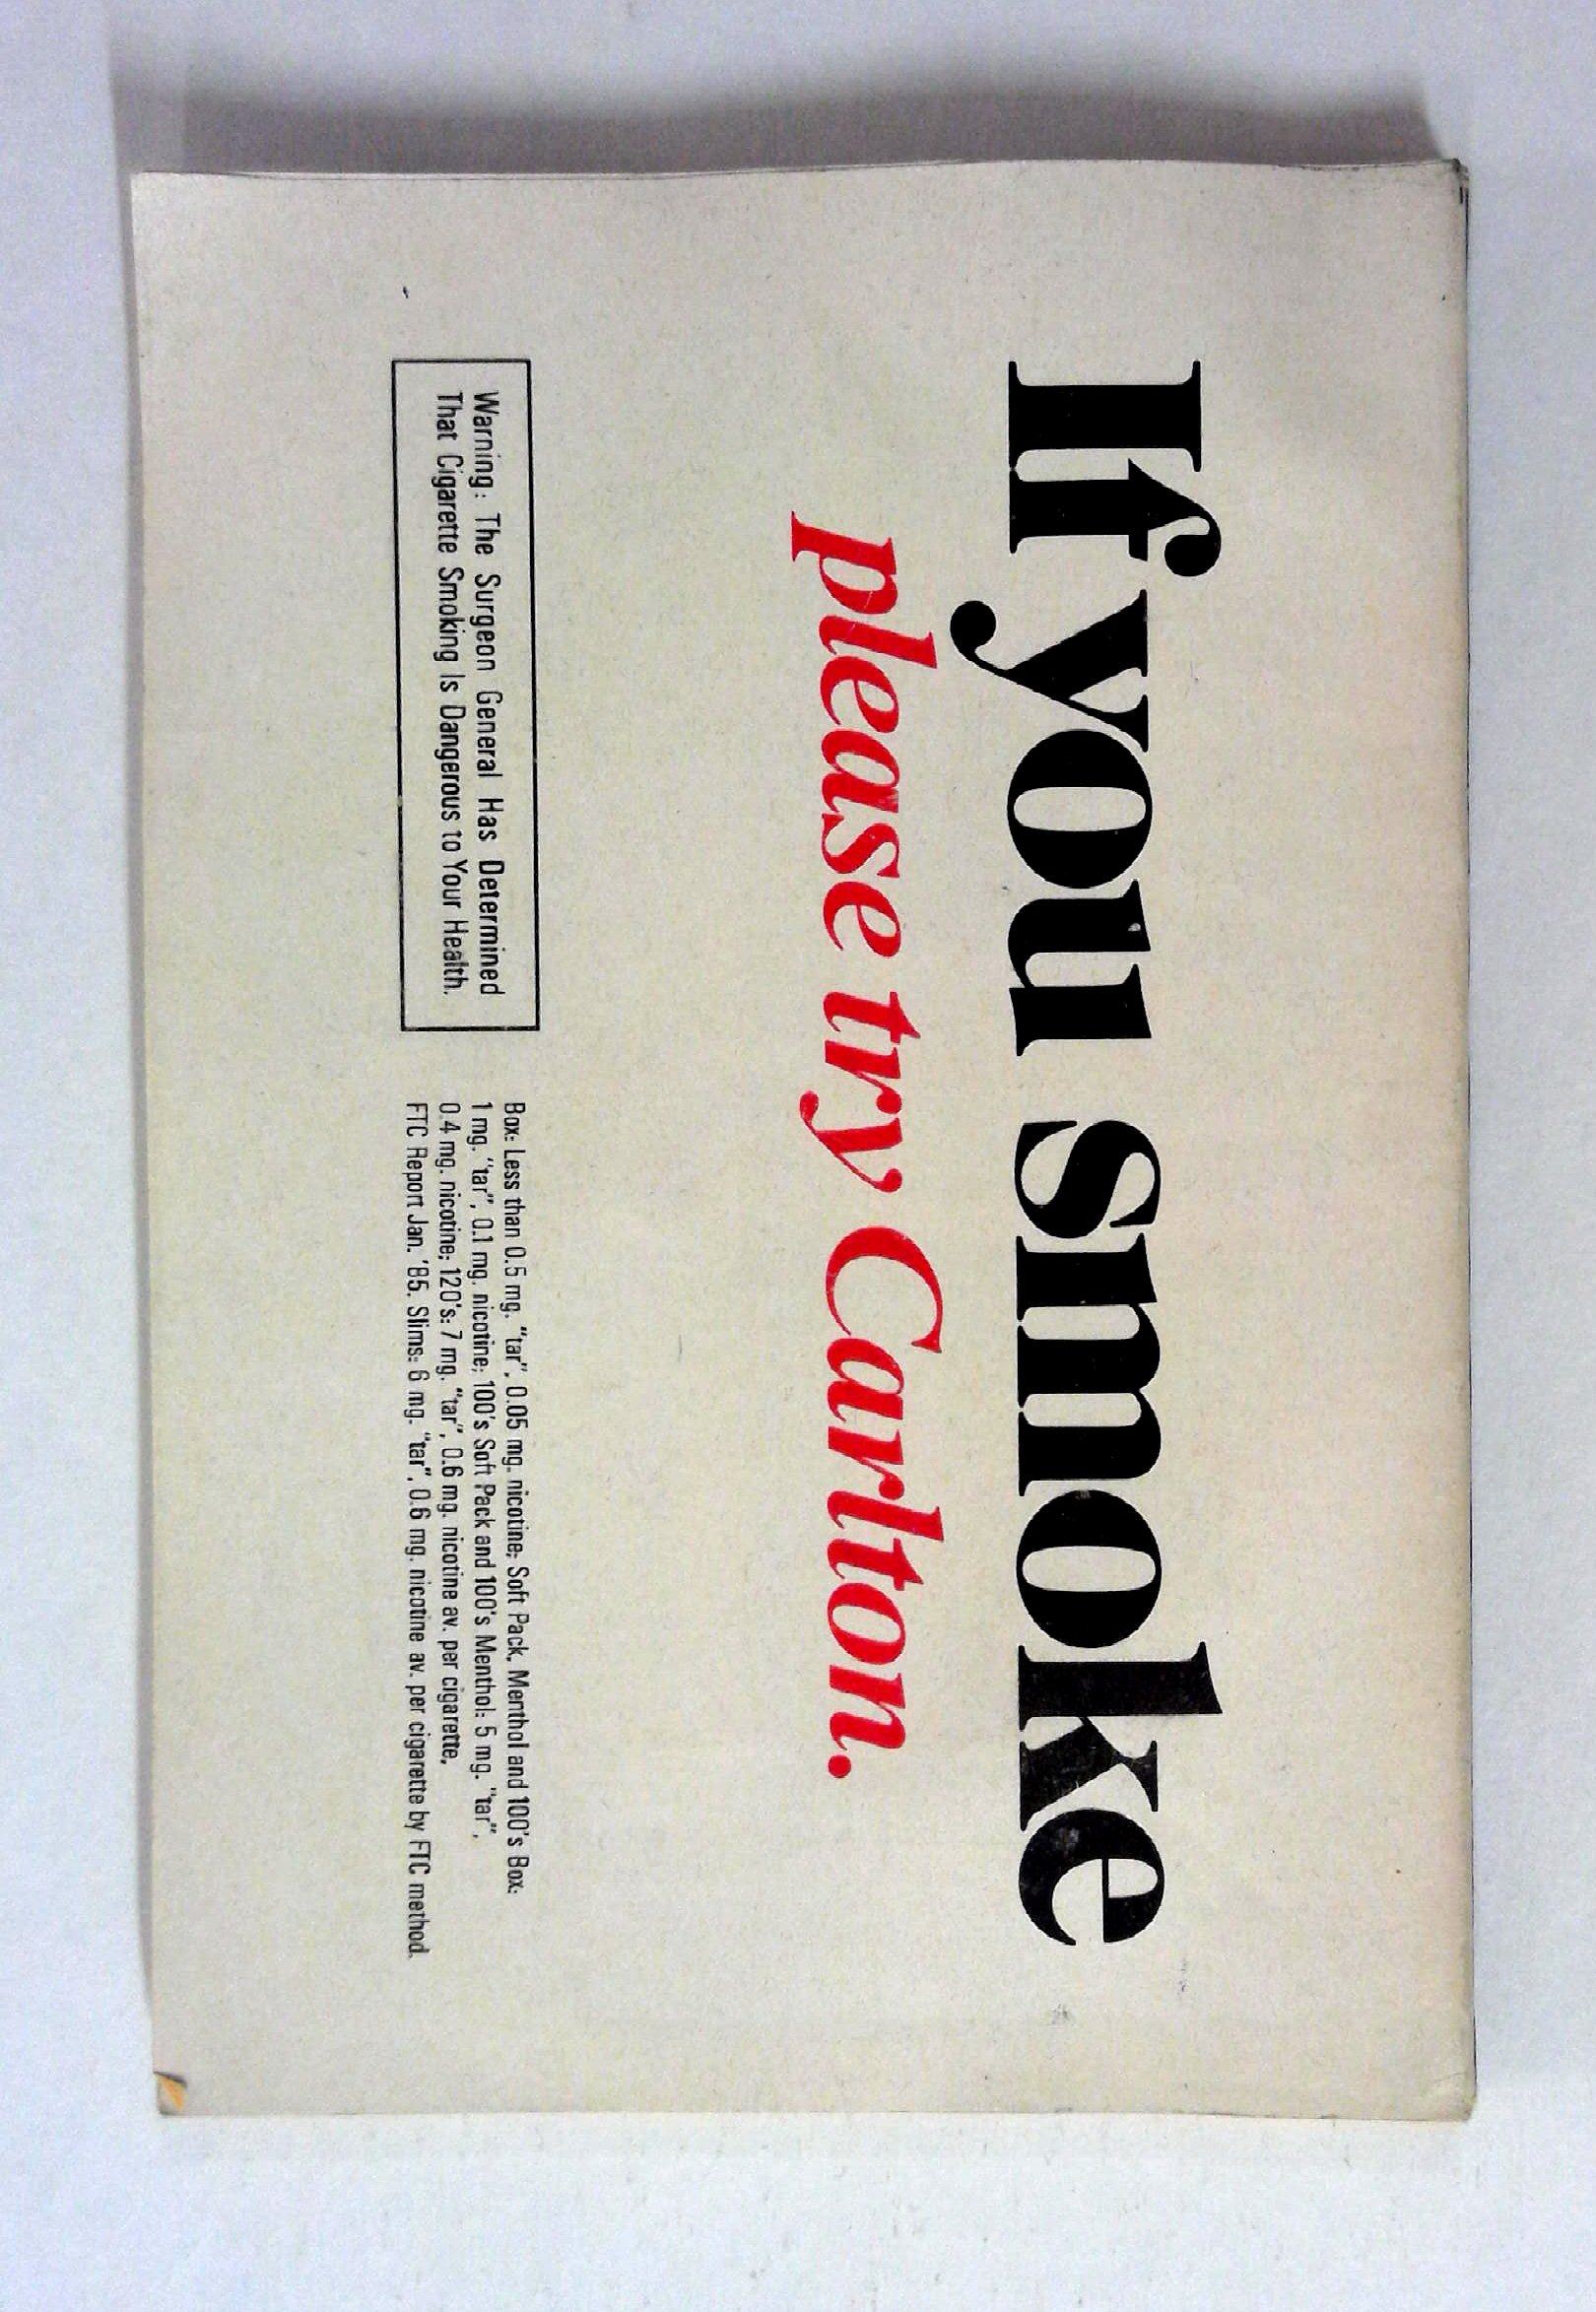 If you smoke
please try Carlton.
Warning: The Surgeon General Has Determined
That Cigarette Smoking Is Dangerous to Your Health.
Box: Less than 0.5 mg. "tar", 0.05 mg. nicotine; Soft Pack, Menthol and 100's Box:
1 mg. "tar", 0.1 mg. nicotine; 100's Soft Pack and 100's Menthol: 5 mg. "tar",
0.4 mg. nicotine; 120's: 7 mg. "tar", 0.6 mg. nicotine av. per cigarette,
FTC Report Jan. '85. Slims: 6 mg. "tar", 0.6 mg. nicotine av. per cigarette by FTC method.